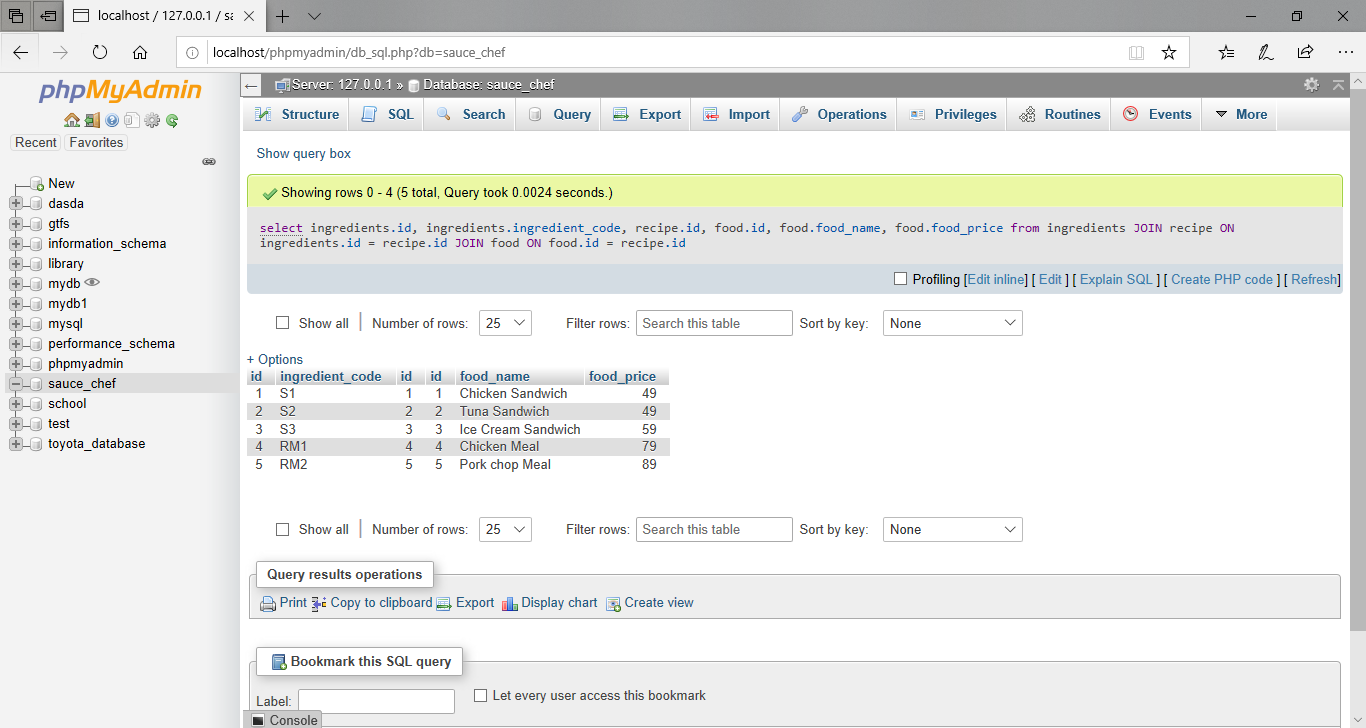 localhost / 127.0.0.1 / sa
localhost/phpmyadmin/db_sql.php?db=sauce_chef
phpMyAdmin
Recent Favorites
New
dasda
gtfs
information_schema
library
mydb
mydb1
mysql
performance_schema
phpmyadmin
sauce_chef
school
test
toyota_database
Server: 127.0.0.1 » Database: sauce_chef
Structure SQL Search Query Export Import Operations Privileges Routines Events More
Show query box
Showing rows 0 - 4 (5 total, Query took 0.0024 seconds.)
select ingredients.id, ingredients.ingredient_code, recipe.id, food.id, food.food_name, food.food_price from ingredients JOIN recipe ON
ingredients.id = recipe.id JOIN food ON food.id = recipe.id
Profiling [Edit inline] [ Edit ] [ Explain SQL ] [ Create PHP code ] [ Refresh]
Show all | Number of rows: 25 Filter rows: Search this table Sort by key: None
+ Options
id ingredient_code id id food_name food_price
1 S1 1 1 Chicken Sandwich 49
2 S2 2 2 Tuna Sandwich 49
3 S3 3 3 Ice Cream Sandwich 59
4 RM1 4 4 Chicken Meal 79
5 RM2 5 5 Pork chop Meal 89
Show all | Number of rows: 25 Filter rows: Search this table Sort by key: None
Query results operations
Print Copy to clipboard Export Display chart Create view
Bookmark this SQL query
Label: Let every user access this bookmark
Console